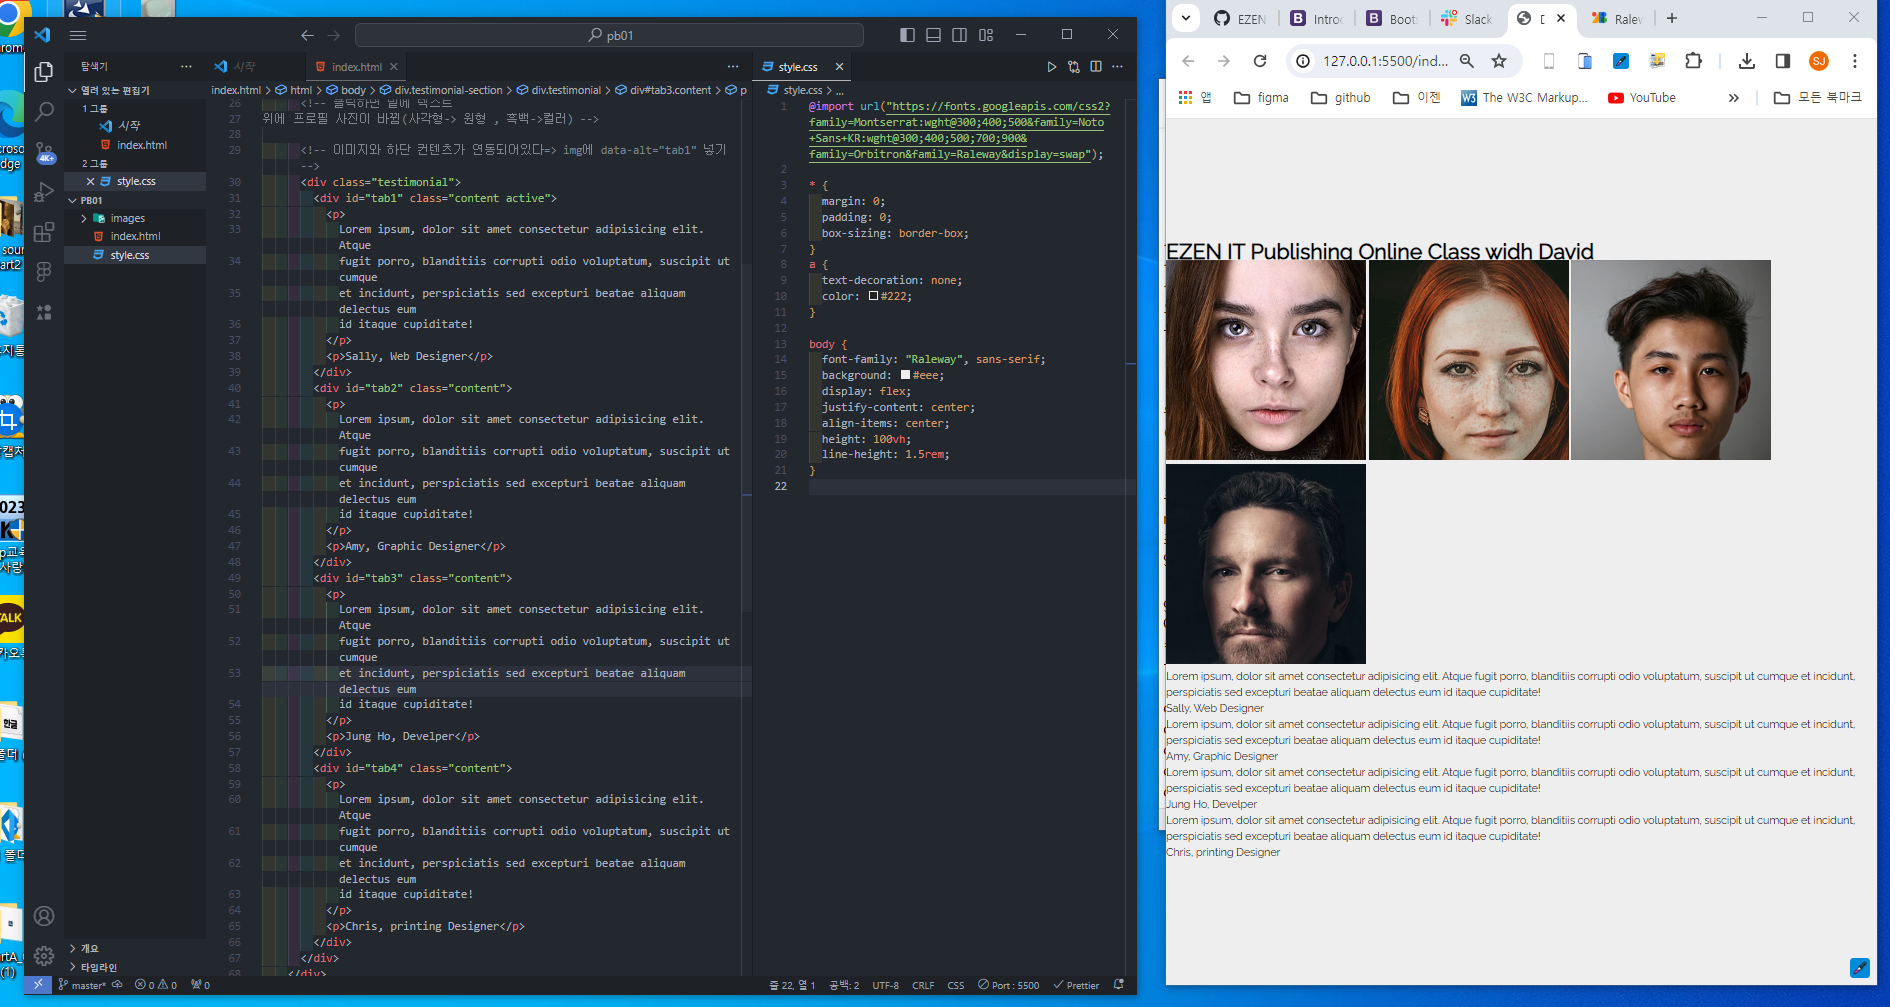 pb01
탐색기
열려 있는 편집기
1 그룹
시작
index.html
2 그룹
style.css
PB01
images
index.html
style.css
개요
타임라인
시작
index.html
index.html > html > body > div.testimonial-section > div.testimonial > div#tab3.content > p
26 <!-- 클릭하면 밑에 텍스트
27 위에 프로필 사진이 바뀜(사각형-> 원형 , 흑백->컬러) -->
28
29 <!-- 이미지와 하단 컨텐츠가 연동되어있다=> img에 data-alt="tab1" 넣기
-->
30 <div class="testimonial">
31 <div id="tab1" class="content active">
32 <p>
33 Lorem ipsum, dolor sit amet consectetur adipisicing elit.
Atque
34 fugit porro, blanditiis corrupti odio voluptatum, suscipit ut
cumque
35 et incidunt, perspiciatis sed excepturi beatae aliquam
delectus eum
36 id itaque cupiditate!
37 </p>
38 <p>Sally, Web Designer</p>
39 </div>
40 <div id="tab2" class="content">
41 <p>
42 Lorem ipsum, dolor sit amet consectetur adipisicing elit.
Atque
43 fugit porro, blanditiis corrupti odio voluptatum, suscipit ut
cumque
44 et incidunt, perspiciatis sed excepturi beatae aliquam
delectus eum
45 id itaque cupiditate!
46 </p>
47 <p>Amy, Graphic Designer</p>
48 </div>
49 <div id="tab3" class="content">
50 <p>
51 Lorem ipsum, dolor sit amet consectetur adipisicing elit.
Atque
52 fugit porro, blanditiis corrupti odio voluptatum, suscipit ut
cumque
53 et incidunt, perspiciatis sed excepturi beatae aliquam
delectus eum
54 id itaque cupiditate!
55 </p>
56 <p>Jung Ho, Develper</p>
57 </div>
58 <div id="tab4" class="content">
59 <p>
60 Lorem ipsum, dolor sit amet consectetur adipisicing elit.
Atque
61 fugit porro, blanditiis corrupti odio voluptatum, suscipit ut
cumque
62 et incidunt, perspiciatis sed excepturi beatae aliquam
delectus eum
63 id itaque cupiditate!
64 </p>
65 <p>Chris, printing Designer</p>
66 </div>
67 </div>
68 </div>
style.css
style.css > ...
1 @import url("https://fonts.googleapis.com/css2?
family=Montserrat:wght@300;400;500&family=Noto
+Sans+KR:wght@300;400;500;700;900&
family=Orbitron&family=Raleway&display=swap");
2
3 * {
4 margin: 0;
5 padding: 0;
6 box-sizing: border-box;
7 }
8 a {
9 text-decoration: none;
10 color: #222;
11 }
12
13 body {
14 font-family: "Raleway", sans-serif;
15 background: #eee;
16 display: flex;
17 justify-content: center;
18 align-items: center;
19 height: 100vh;
20 line-height: 1.5rem;
21 }
22
4K+
master*
0 0
0
줄 22, 열 1
공백: 2
UTF-8
CRLF
CSS
Port : 5500
Prettier
EZEN
Introc
Boots
Slack
Ralew
127.0.0.1:5500/ind...
SJ
앱
figma
github
이젠
W3 The W3C Markup...
YouTube
모든 북마크
EZEN IT Publishing Online Class widh David
Lorem ipsum, dolor sit amet consectetur adipisicing elit. Atque fugit porro, blanditiis corrupti odio voluptatum, suscipit ut cumque et incidunt,
perspiciatis sed excepturi beatae aliquam delectus eum id itaque cupiditate!
Sally, Web Designer
Lorem ipsum, dolor sit amet consectetur adipisicing elit. Atque fugit porro, blanditiis corrupti odio voluptatum, suscipit ut cumque et incidunt,
perspiciatis sed excepturi beatae aliquam delectus eum id itaque cupiditate!
Amy, Graphic Designer
Lorem ipsum, dolor sit amet consectetur adipisicing elit. Atque fugit porro, blanditiis corrupti odio voluptatum, suscipit ut cumque et incidunt,
perspiciatis sed excepturi beatae aliquam delectus eum id itaque cupiditate!
Jung Ho, Develper
Lorem ipsum, dolor sit amet consectetur adipisicing elit. Atque fugit porro, blanditiis corrupti odio voluptatum, suscipit ut cumque et incidunt,
perspiciatis sed excepturi beatae aliquam delectus eum id itaque cupiditate!
Chris, printing Designer